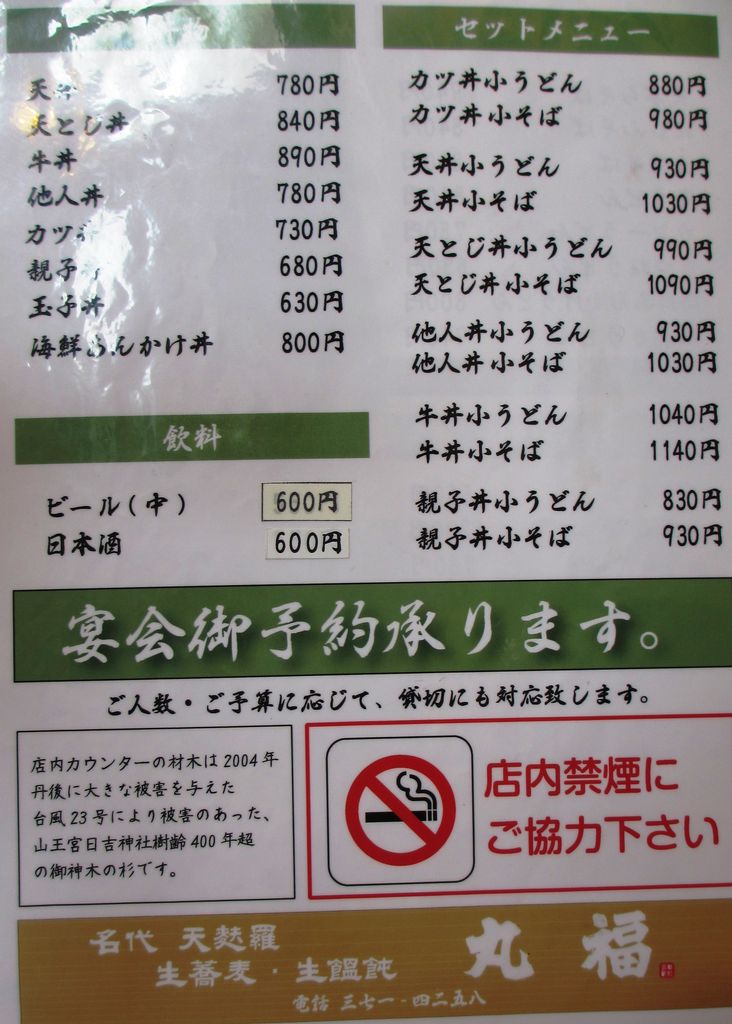 物
天丼 780円
天とじ丼 840円
牛丼 890円
他人丼 780円
カツ丼 730円
親子丼 680円
玉子丼 630円
海鮮あんかけ丼 800円
飲料
ビール(中) 600円
日本酒 600円
セットメニュー
カツ丼小うどん 880円
カツ丼小そば 980円
天丼小うどん 930円
天丼小そば 1030円
天とじ丼小うどん 990円
天とじ丼小そば 1090円
他人丼小うどん 930円
他人丼小そば 1030円
牛丼小うどん 1040円
牛丼小そば 1140円
親子丼小うどん 830円
親子丼小そば 930円
宴会御予約承ります。
ご人数・ご予算に応じて、貸切にも対応致します。
店内カウンターの材木は2004年
丹後に大きな被害を与えた
台風23号により被害のあった、
山王宮日吉神社樹齢400年超
の御神木の杉です。
店内禁煙に
ご協力下さい
名代 天麩羅
生蕎麦・生饂飩
丸福
電話 三七一-四二五八